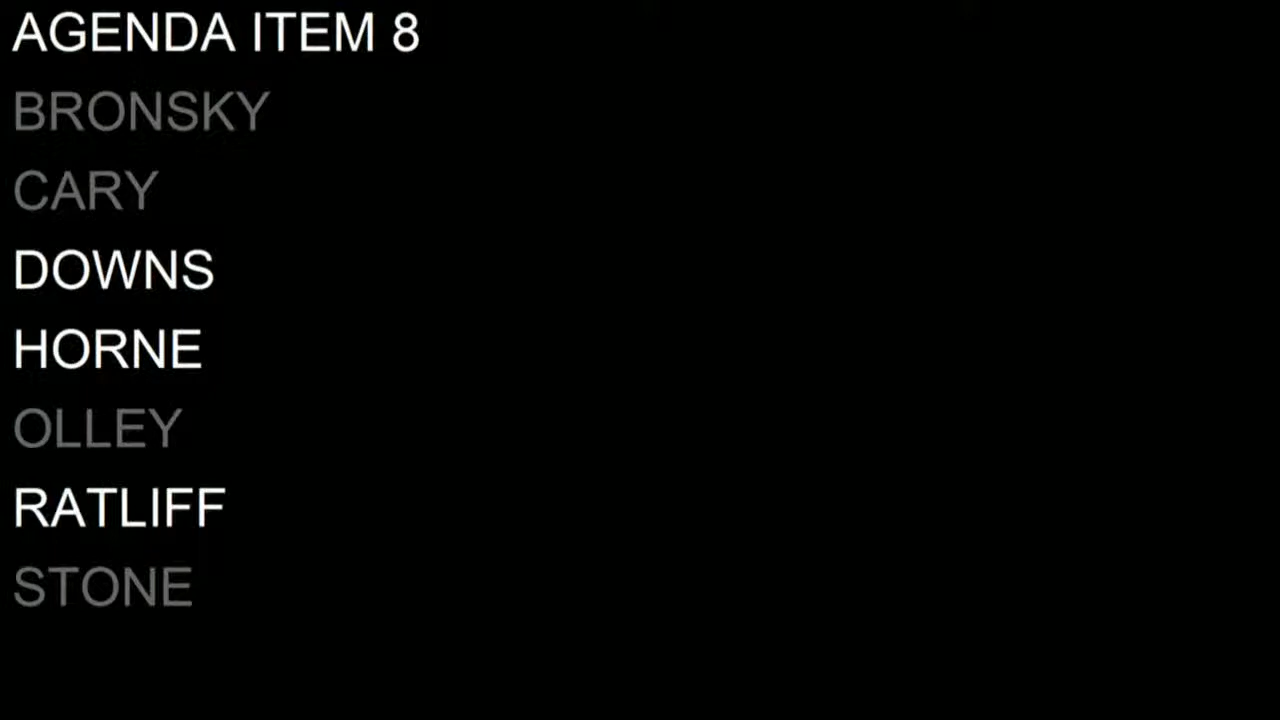 AGENDA ITEM 8
BRONSKY
CARY
DOWNS
HORNE
OLLEY
RATLIFF
STONE